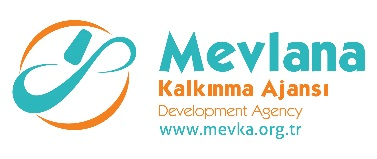 Mevlana
Kalkınma Ajansı
Development Agency
www.mevka.org.tr